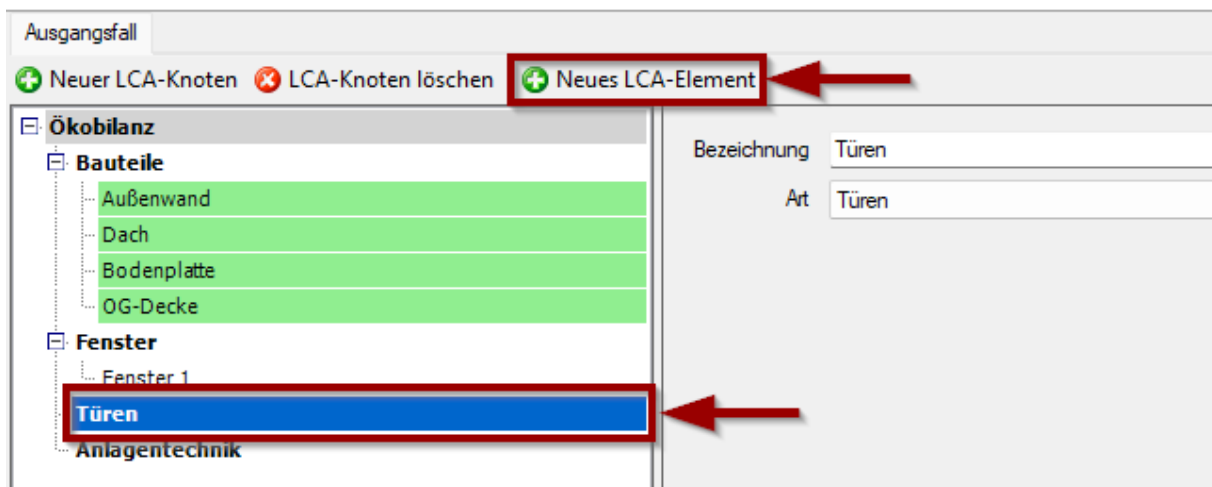 Ausgangsfall
Neuer LCA-Knoten LCA-Knoten löschen Neues LCA-Element
Ökobilanz
Bauteile
Außenwand
Dach
Bodenplatte
OG-Decke
Fenster
Fenster 1
Türen
Anlagentechnik
Bezeichnung Türen
Art Türen